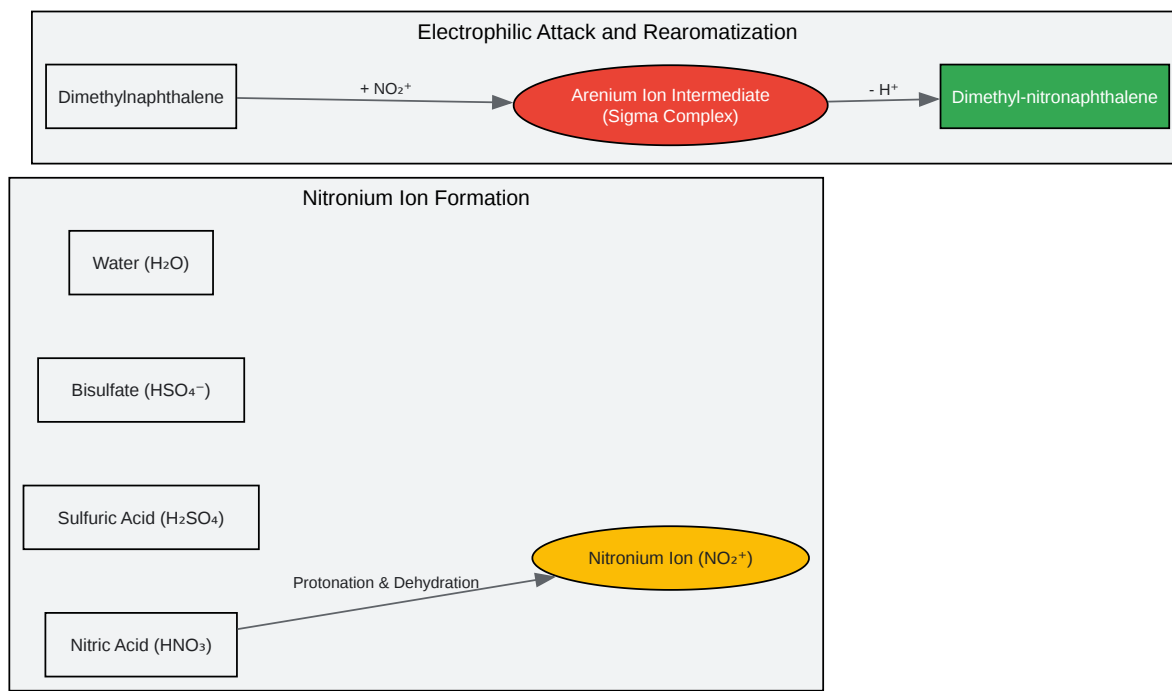 Electrophilic Attack and Rearomatization
Dimethylnaphthalene
+ NO₂⁺
Arenium Ion Intermediate
(Sigma Complex)
- H⁺
Dimethyl-nitronaphthalene
Nitronium Ion Formation
Water (H₂O)
Bisulfate (HSO₄⁻)
Sulfuric Acid (H₂SO₄)
Nitronium Ion (NO₂⁺)
Protonation & Dehydration
Nitric Acid (HNO₃)